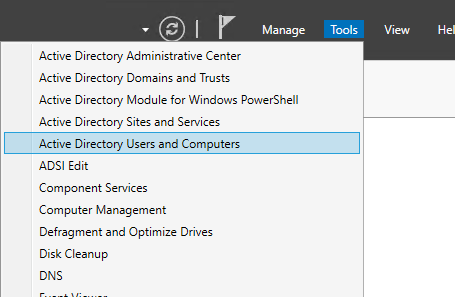 Manage Tools View
Active Directory Administrative Center
Active Directory Domains and Trusts
Active Directory Module for Windows PowerShell
Active Directory Sites and Services
Active Directory Users and Computers
ADSI Edit
Component Services
Computer Management
Defragment and Optimize Drives
Disk Cleanup
DNS
Event Viewer